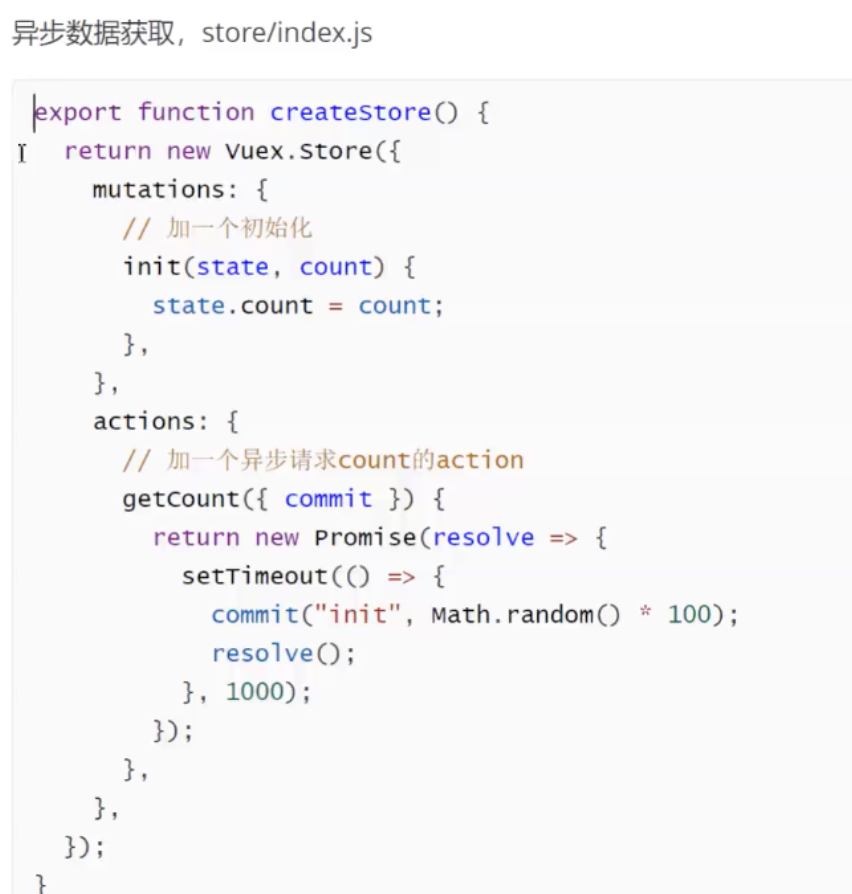 异步数据获取，store/index.js
export function createStore() {
  return new Vuex.Store({
    mutations: {
      // 加一个初始化
      init(state, count) {
        state.count = count;
      },
    },
    actions: {
      // 加一个异步请求count的action
      getCount({ commit }) {
        return new Promise(resolve => {
          setTimeout(() => {
            commit("init", Math.random() * 100);
            resolve();
          }, 1000);
        });
      },
    },
  });
}